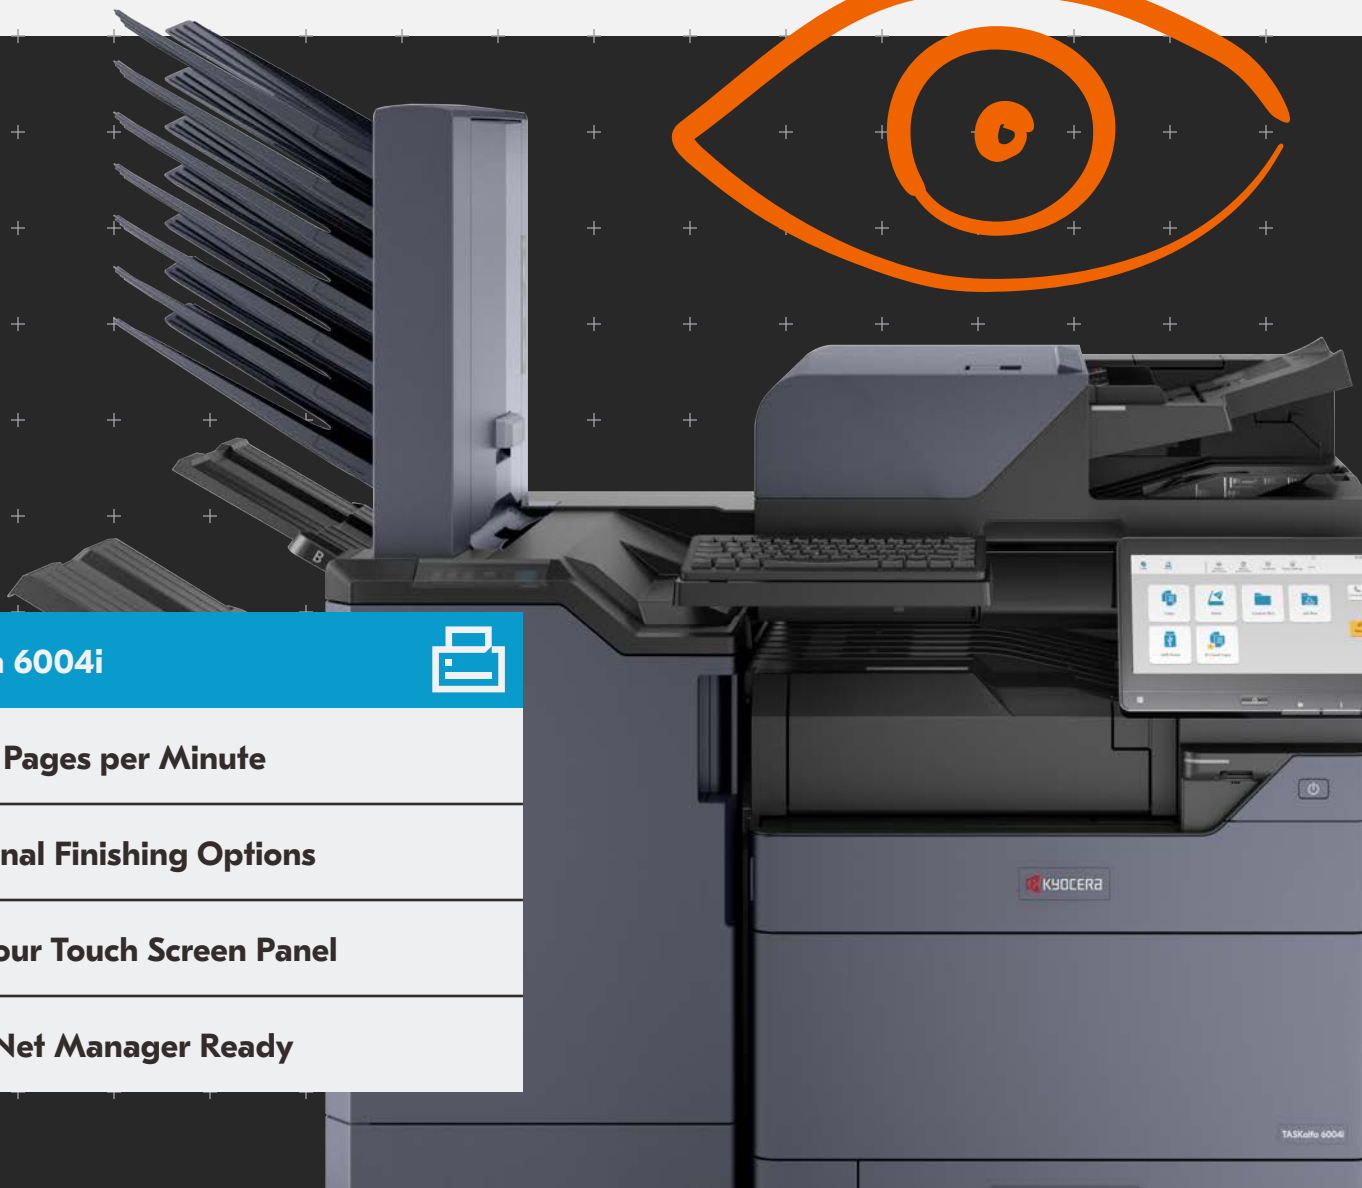 B
6004i
Pages per Minute
nal Finishing Options
our Touch Screen Panel
Net Manager Ready
KYOCERA
TASKalfa 6004i